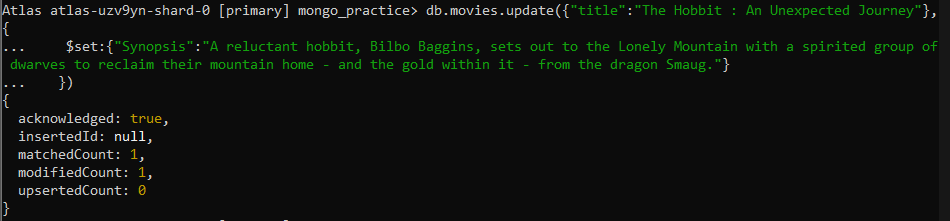 Atlas atlas-uzv9yn-shard-0 [primary] mongo_practice> db.movies.update({"title":"The Hobbit : An Unexpected Journey"},
{
...     $set:{"Synopsis":"A reluctant hobbit, Bilbo Baggins, sets out to the Lonely Mountain with a spirited group of
dwarves to reclaim their mountain home - and the gold within it - from the dragon Smaug."}
...    })
{
  acknowledged: true,
  insertedId: null,
  matchedCount: 1,
  modifiedCount: 1,
  upsertedCount: 0
}